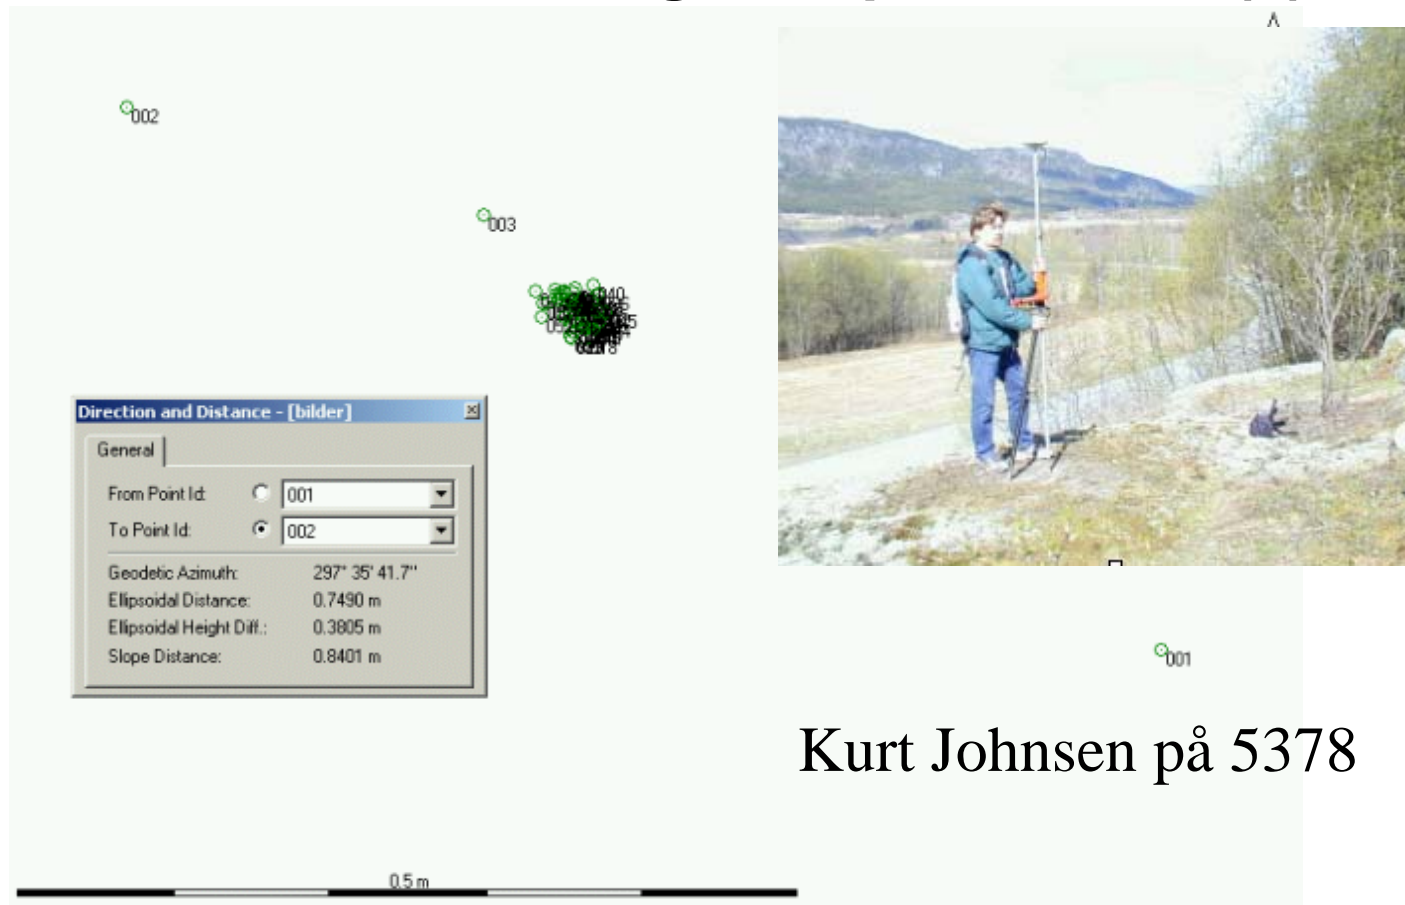 002
003
040
Direction and Distance - [bilder]
General
From Point Id: 001
To Point Id: 002
Geodetic Azimuth: 297° 35' 41.7"
Ellipsoidal Distance: 0.7490 m
Ellipsoidal Height Diff.: 0.3805 m
Slope Distance: 0.8401 m
001
Kurt Johnsen på 5378
0.5 m